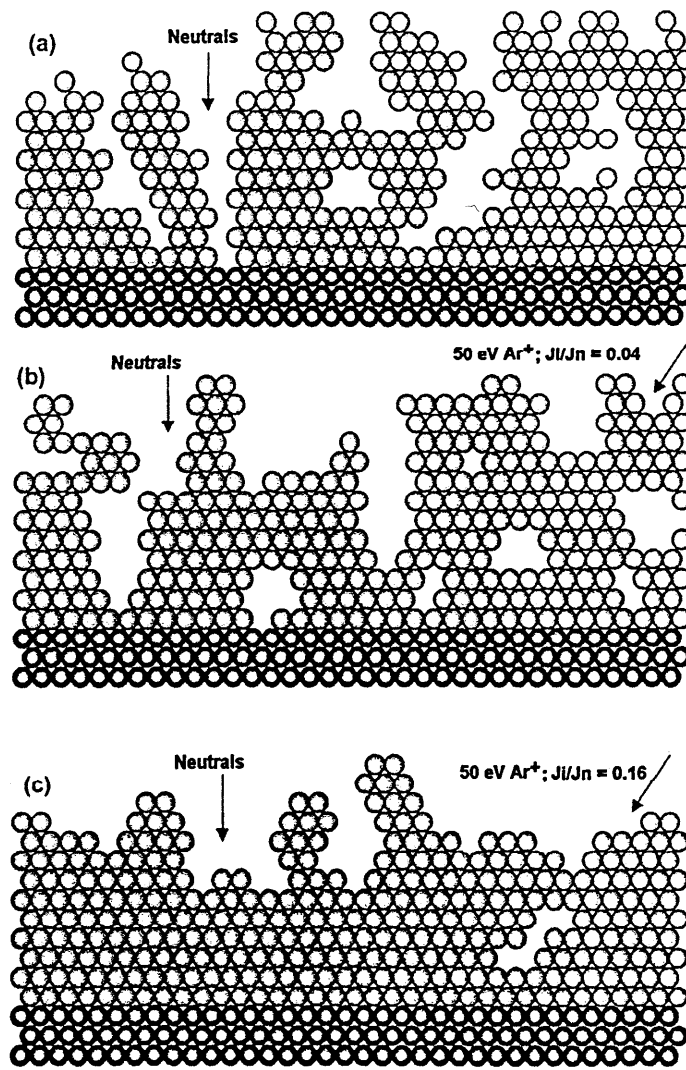 (a)
Neutrals
(b)
Neutrals
50 eV Ar+; Ji/Jn = 0.04
(c)
Neutrals
50 eV Ar+; Ji/Jn = 0.16